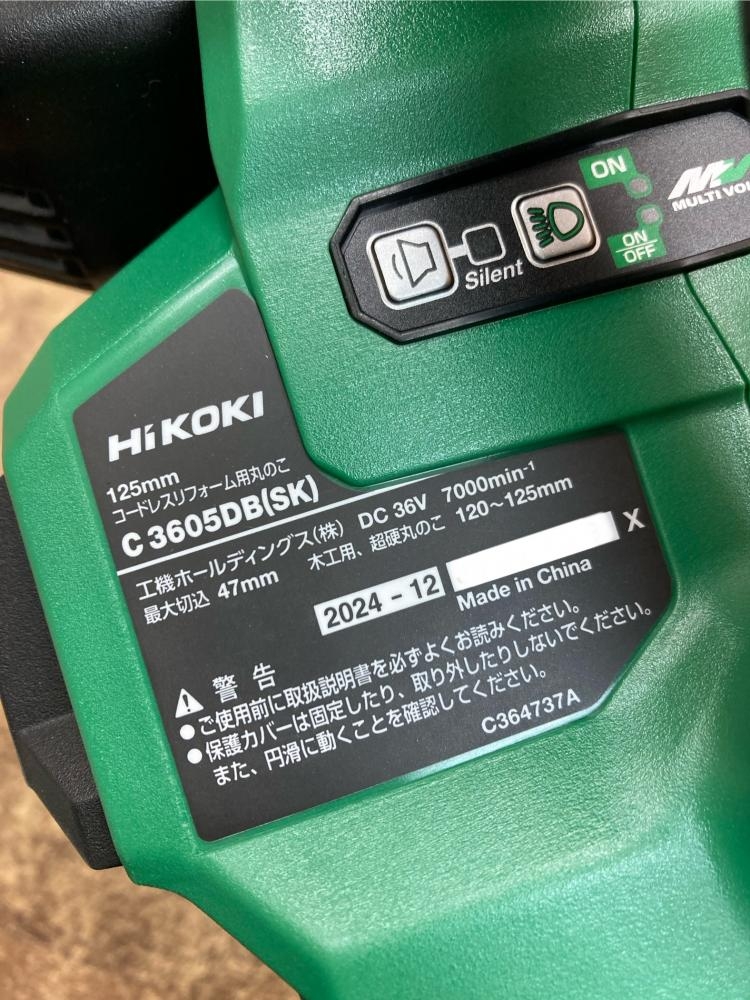 ON
MULTI VOL
Silent
ON
OFF
HiKOKI
125mm
コードレスリフォーム用丸のこ
C 3605DB(SK)
工機ホールディングス(株) DC 36V 7000min⁻¹
最大切込 47mm 木工用、超硬丸のこ 120～125mm
2024 - 12 X
Made in China
警告
●ご使用前に取扱説明書を必ずよくお読みください。
●保護カバーは固定したり、取り外したりしないでください。
また、円滑に動くことを確認してください。
C364737A